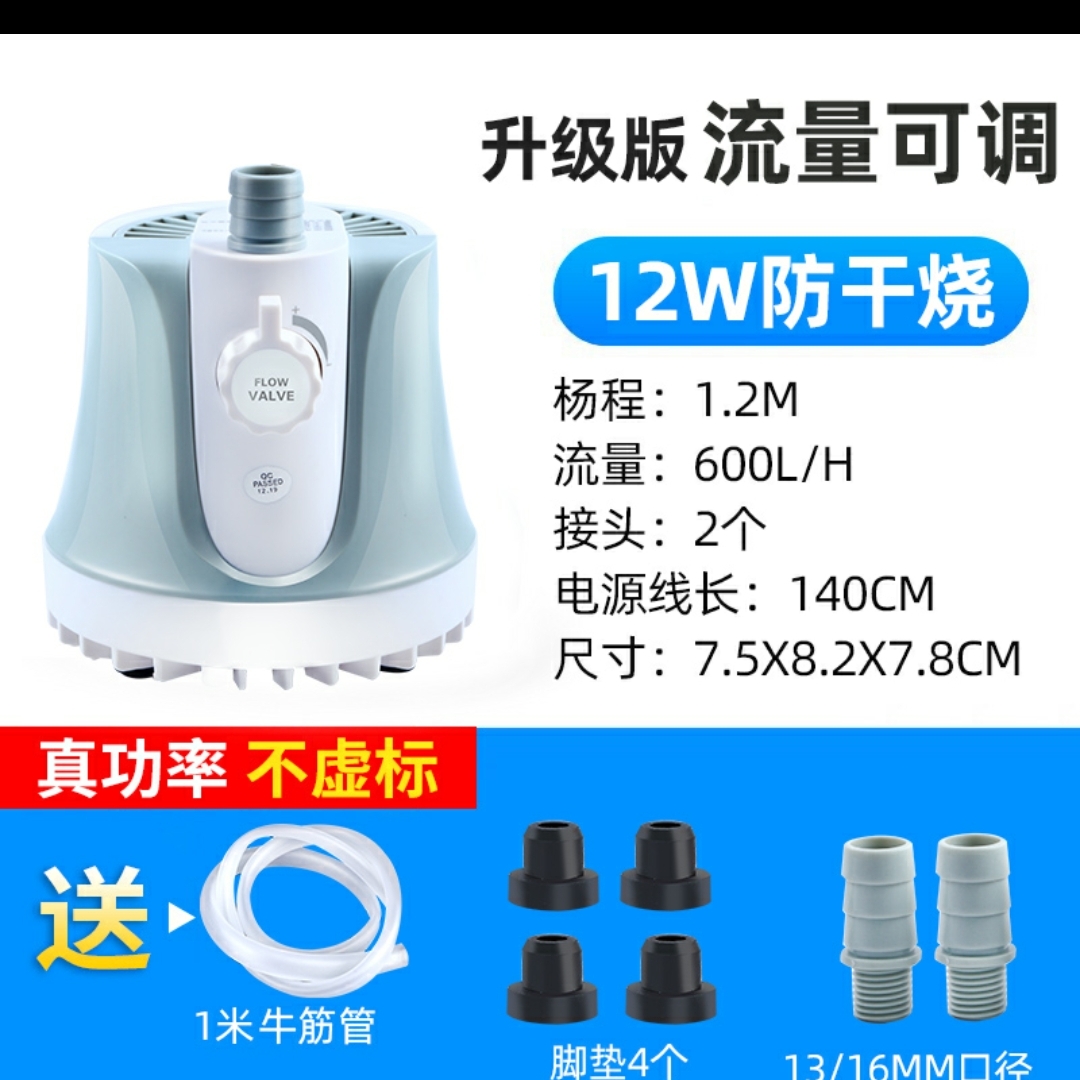 升级版 流量可调
12W防干烧
杨程：1.2M
流量：600L/H
接头：2个
电源线长：140CM
尺寸：7.5X8.2X7.8CM
+
FLOW
VALVE
QC
PASSED
12.19
真功率 不虚标
送
1米牛筋管
脚垫4个
13/16MM口径